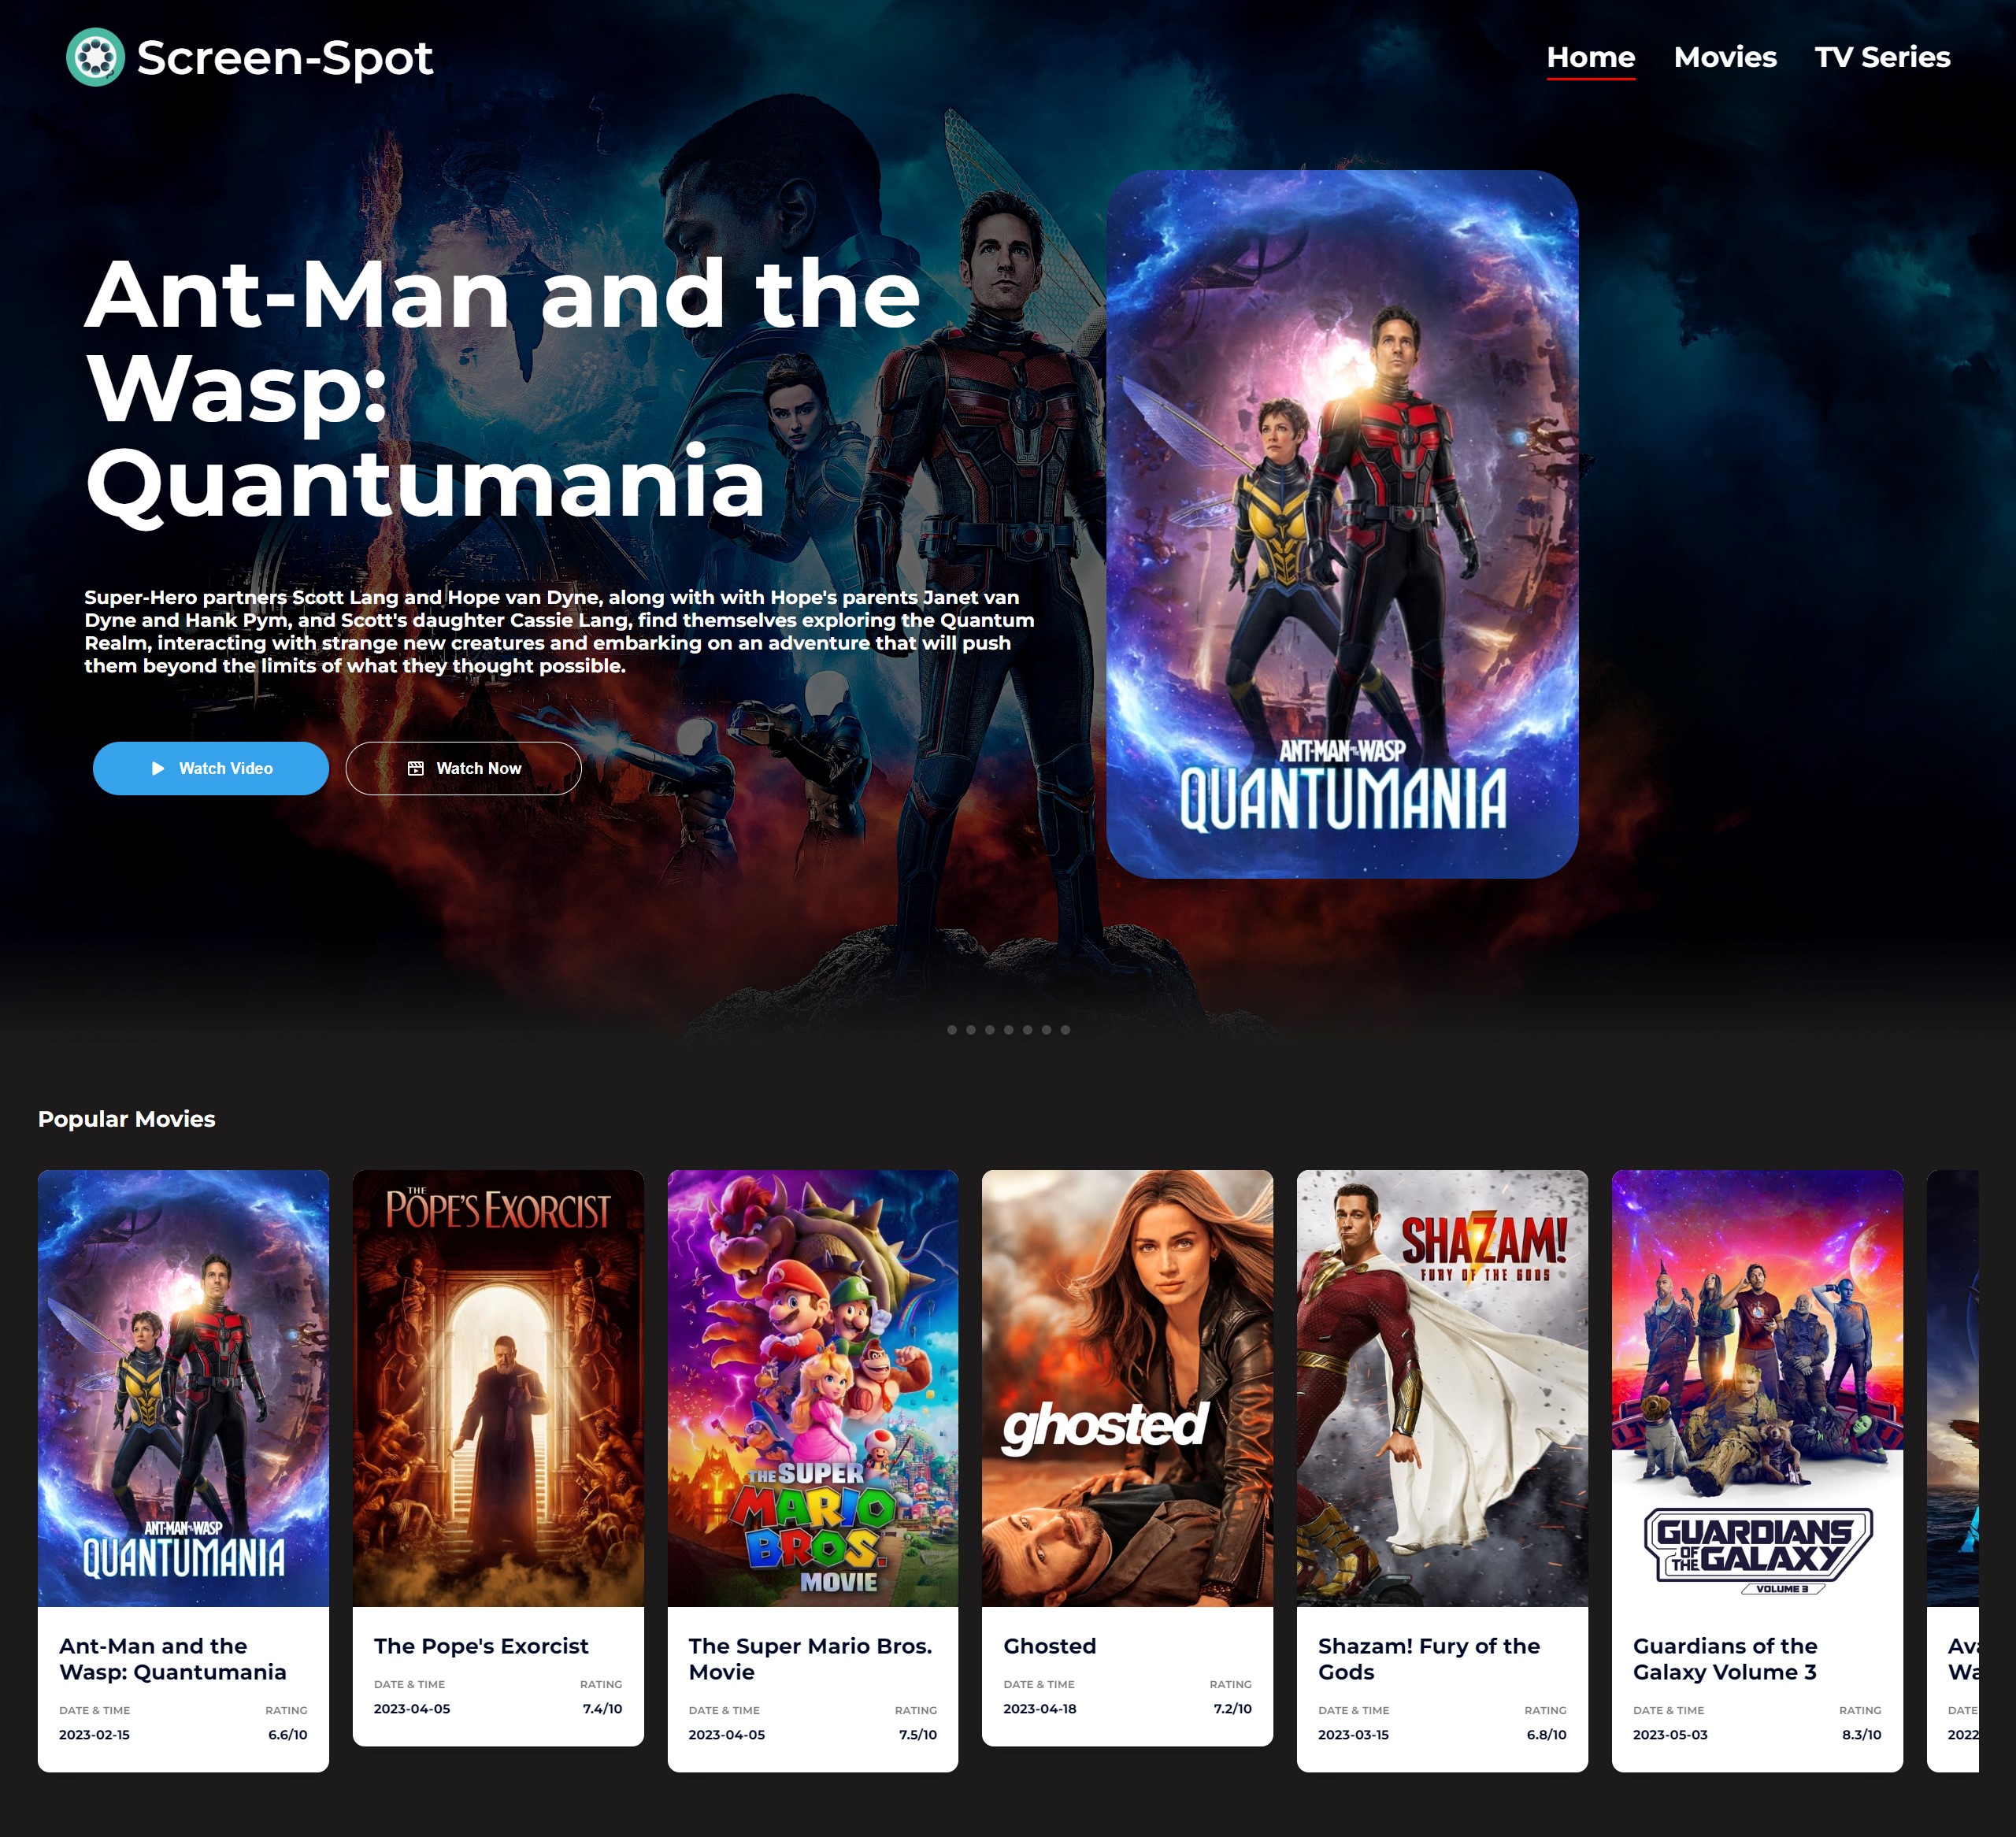 Screen-Spot
Home Movies TV Series
Ant-Man and the
Wasp:
Quantumania
Super-Hero partners Scott Lang and Hope van Dyne, along with with Hope's parents Janet van
Dyne and Hank Pym, and Scott's daughter Cassie Lang, find themselves exploring the Quantum
Realm, interacting with strange new creatures and embarking on an adventure that will push
them beyond the limits of what they thought possible.
Watch Video
Watch Now
ANT-MAN AND THE WASP
QUANTUMANIA
Popular Movies
ANT-MAN AND THE WASP
QUANTUMANIA
Ant-Man and the
Wasp: Quantumania
DATE & TIME RATING
2023-02-15 6.6/10
THE
POPE'S EXORCIST
The Pope's Exorcist
DATE & TIME RATING
2023-04-05 7.4/10
THE SUPER
MARIO
BROS.
MOVIE
The Super Mario Bros.
Movie
DATE & TIME RATING
2023-04-05 7.5/10
ghosted
Ghosted
DATE & TIME RATING
2023-04-18 7.2/10
SHAZAM!
FURY OF THE GODS
Shazam! Fury of the
Gods
DATE & TIME RATING
2023-03-15 6.8/10
GUARDIANS
OF THE GALAXY
VOLUME 3
Guardians of the
Galaxy Volume 3
DATE & TIME RATING
2023-05-03 8.3/10
DATE
2022